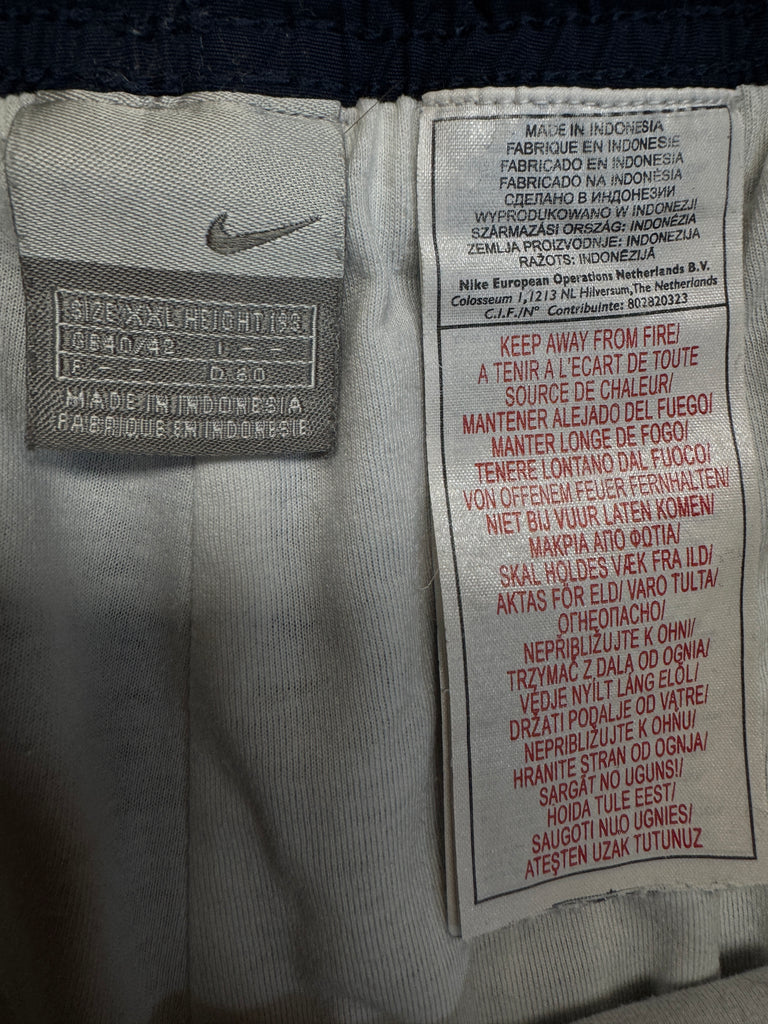 SIZE XXL HEIGHT 193
GB40/42 I - -
F - D 60
MADE IN INDONESIA
FABRIQUE EN INDONESIE
MADE IN INDONESIA
FABRIQUE EN INDONESIE
FABRICADO EN INDONESIA
FABRICADO NA INDONÉSIA
СДЕЛАНО В ИНДОНЕЗИИ
WYPRODUKOWANO W INDONEZJI
SZÁRMAZÁSI ORSZÁG: INDONÉZIA
ZEMLJA PROIZVODNJE: INDONEZIJA
RAŽOTS: INDONĒZIJĀ
Nike European Operations Netherlands B.V.
Colosseum 1,1213 NL Hilversum,The Netherlands
C.I.F./Nº Contribuinte: 802820323
KEEP AWAY FROM FIRE/
A TENIR A L'ECART DE TOUTE
SOURCE DE CHALEUR/
MANTENER ALEJADO DEL FUEGO/
MANTER LONGE DE FOGO/
TENERE LONTANO DAL FUOCO/
VON OFFENEM FEUER FERNHALTEN/
NIET BIJ VUUR LATEN KOMEN/
ΜΑΚΡΙΑ ΑΠΟ ΦΩΤΙΑ/
SKAL HOLDES VÆK FRA ILD/
AKTAS FÖR ELD/ VARO TULTA/
ОГНЕОПАСНО/
NEPŘIBLIŽUJTE K OHNI/
TRZYMAĆ Z DALA OD OGNIA/
VÉDJE NYÍLT LÁNG ELŐL/
DRŽATI PODALJE OD VATRE/
NEPRIBLIŽUJTE K OHŇU/
HRANITE STRAN OD OGNJA/
SARGĀT NO UGUNS!/
HOIDA TULE EEST/
SAUGOTI NUO UGNIES/
ATEŞTEN UZAK TUTUNUZ